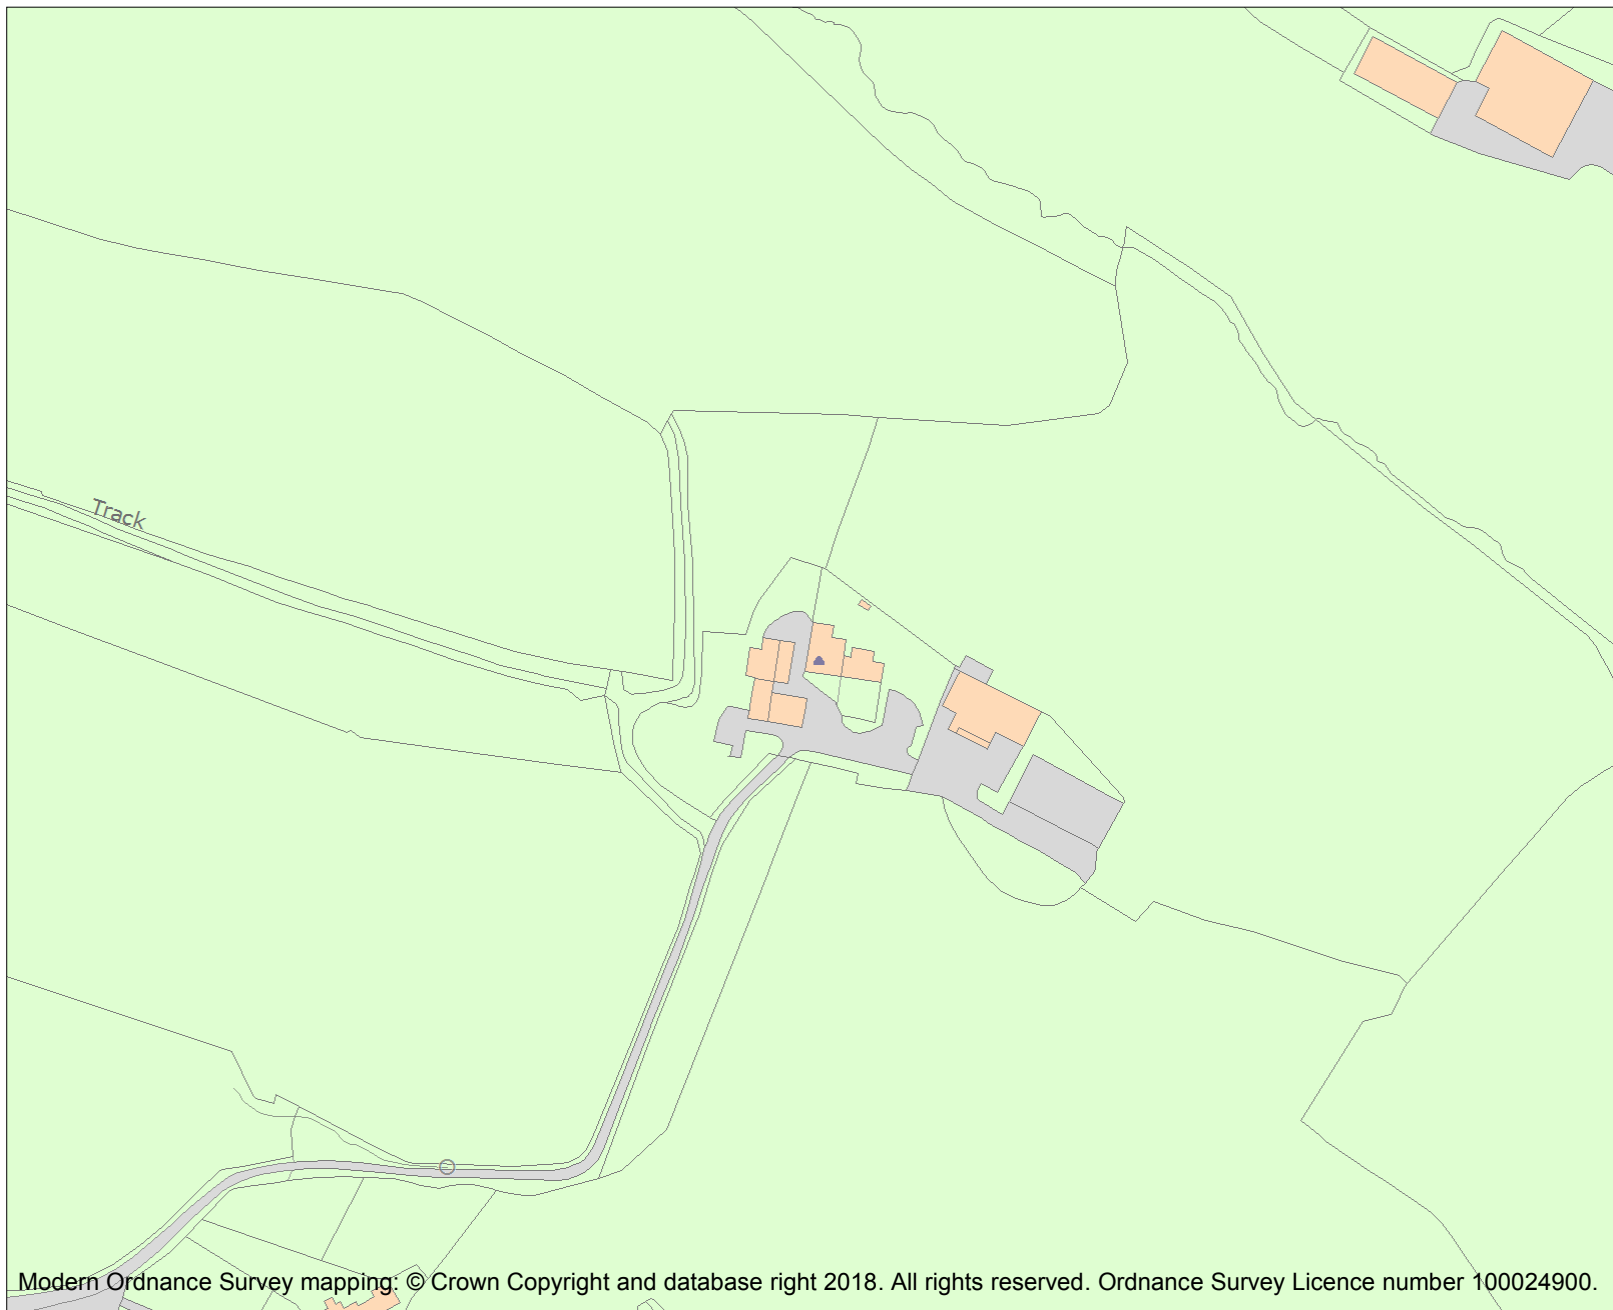 Track
Modern Ordnance Survey mapping: © Crown Copyright and database right 2018. All rights reserved. Ordnance Survey Licence number 100024900.